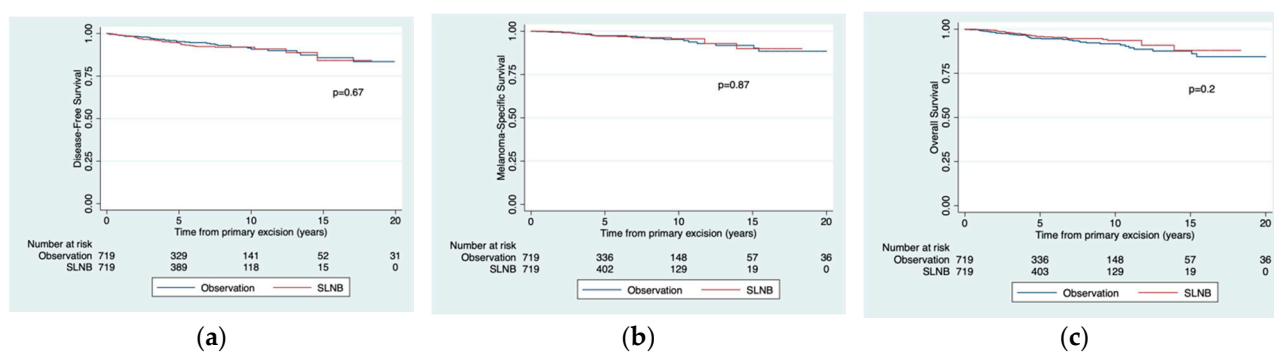 Disease-Free Survival
1.00
0.75
0.50
0.25
0.00
p=0.67
0 5 10 15 20
Time from primary excision (years)
Number at risk
Observation 719 329 141 52 31
SLNB 719 389 118 15 0
Observation SLNB
(a)
Melanoma-Specific Survival
1.00
0.75
0.50
0.25
0.00
p=0.87
0 5 10 15 20
Time from primary excision (years)
Number at risk
Observation 719 336 148 57 36
SLNB 719 402 129 19 0
Observation SLNB
(b)
Overall Survival
1.00
0.75
0.50
0.25
0.00
p=0.2
0 5 10 15 20
Time from primary excision (years)
Number at risk
Observation 719 336 148 57 36
SLNB 719 403 129 19 0
Observation SLNB
(c)